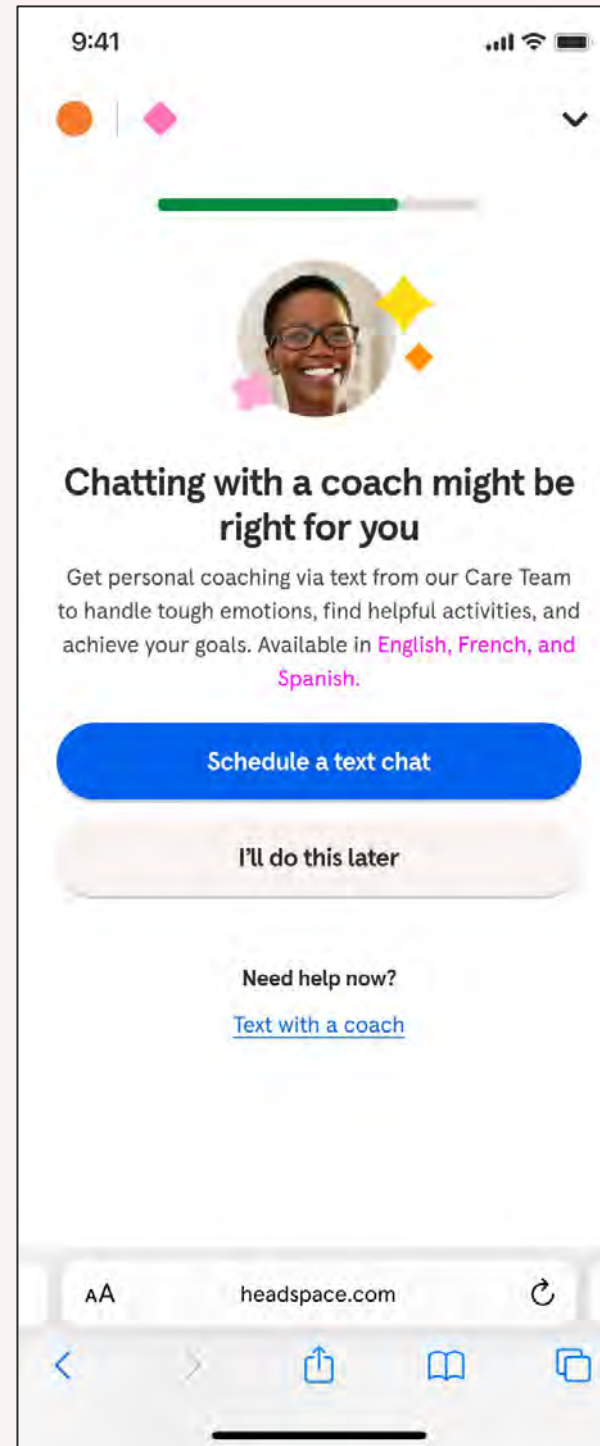 9:41
Chatting with a coach might be
right for you
Get personal coaching via text from our Care Team
to handle tough emotions, find helpful activities, and
achieve your goals. Available in English, French, and
Spanish.
Schedule a text chat
I'll do this later
Need help now?
Text with a coach
AA headspace.com